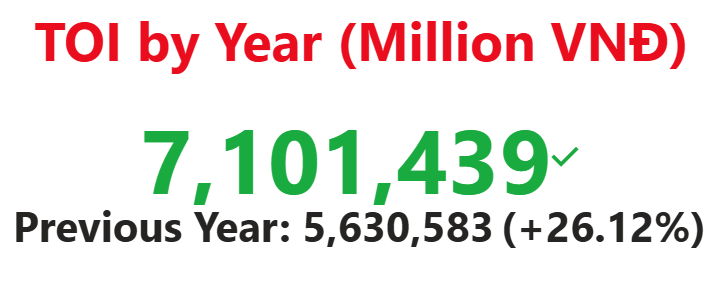 TOI by Year (Million VNĐ)
7,101,439
Previous Year: 5,630,583 (+26.12%)